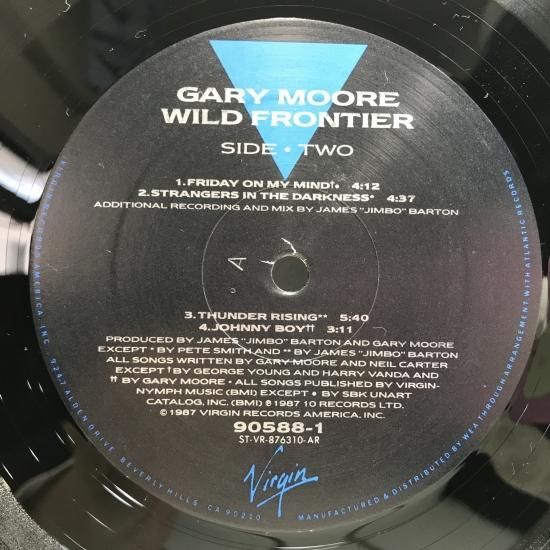 GARY MOORE
WILD FRONTIER
SIDE • TWO
1. FRIDAY ON MY MIND†• 4:12
2. STRANGERS IN THE DARKNESS* 4:37
ADDITIONAL RECORDING AND MIX BY JAMES "JIMBO" BARTON
A
3. THUNDER RISING** 5:40
4. JOHNNY BOY†† 3:11
PRODUCED BY JAMES "JIMBO" BARTON AND GARY MOORE
EXCEPT * BY PETE SMITH AND ** BY JAMES "JIMBO" BARTON
ALL SONGS WRITTEN BY GARY MOORE AND NEIL CARTER
EXCEPT † BY GEORGE YOUNG AND HARRY VANDA AND
†† BY GARY MOORE • ALL SONGS PUBLISHED BY VIRGIN-
NYMPH MUSIC (BMI) EXCEPT • BY SBK UNART
CATALOG, INC. (BMI) ℗ 1987 10 RECORDS LTD.
© 1987 VIRGIN RECORDS AMERICA, INC.
90588-1
ST-VR-876310-AR
Virgin
VIRGIN RECORDS AMERICA, INC. 9247 ALDEN DRIVE, BEVERLY HILLS, CA 90210
MANUFACTURED & DISTRIBUTED BY WEA THROUGH ARRANGEMENT WITH ATLANTIC RECORDS